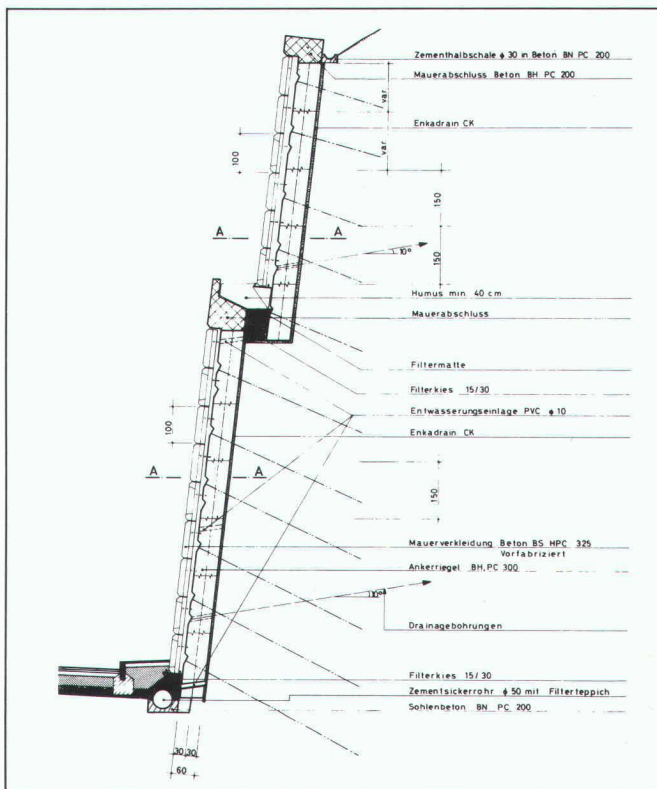 Zementhalbschale ϕ 30 in Beton BN PC 200
Mauerabschluss Beton BH PC 200
var
Enkadrain CK
var
100
150
A A
150
10°
Humus min. 40 cm
Mauerabschluss
Filtermatte
Filterkies 15/30
Entwässerungseinlage PVC ϕ 10
100
Enkadrain CK
A A
150
Mauerverkleidung Beton BS HPC 325
Vorfabriziert
Ankerriegel BH, PC 300
10°
Drainagebohrungen
Filterkies 15/30
Zementsickerrohr ϕ 50 mit Filterteppich
Sohlenbeton BN PC 200
30 30
60